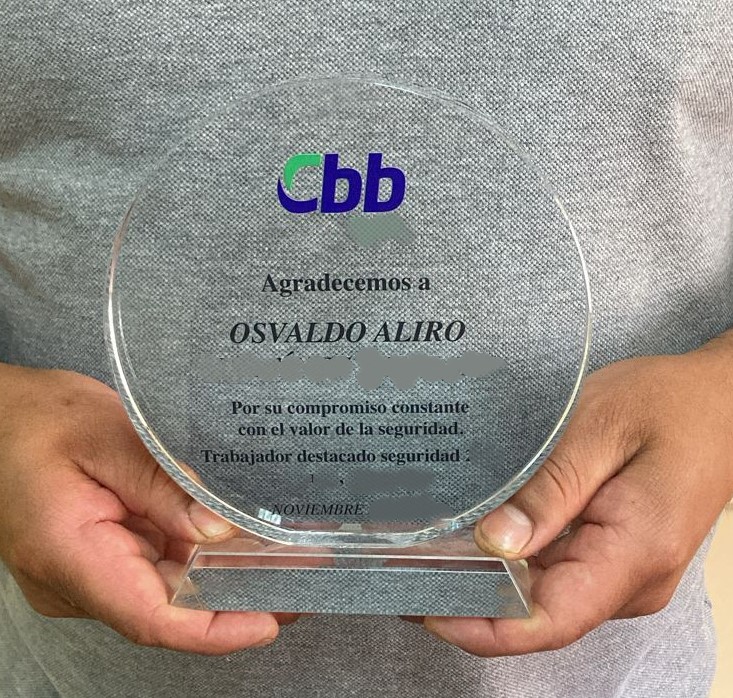 Cbb
Agradecemos a
OSVALDO ALIRO
Por su compromiso constante
con el valor de la seguridad.
Trabajador destacado seguridad
NOVIEMBRE